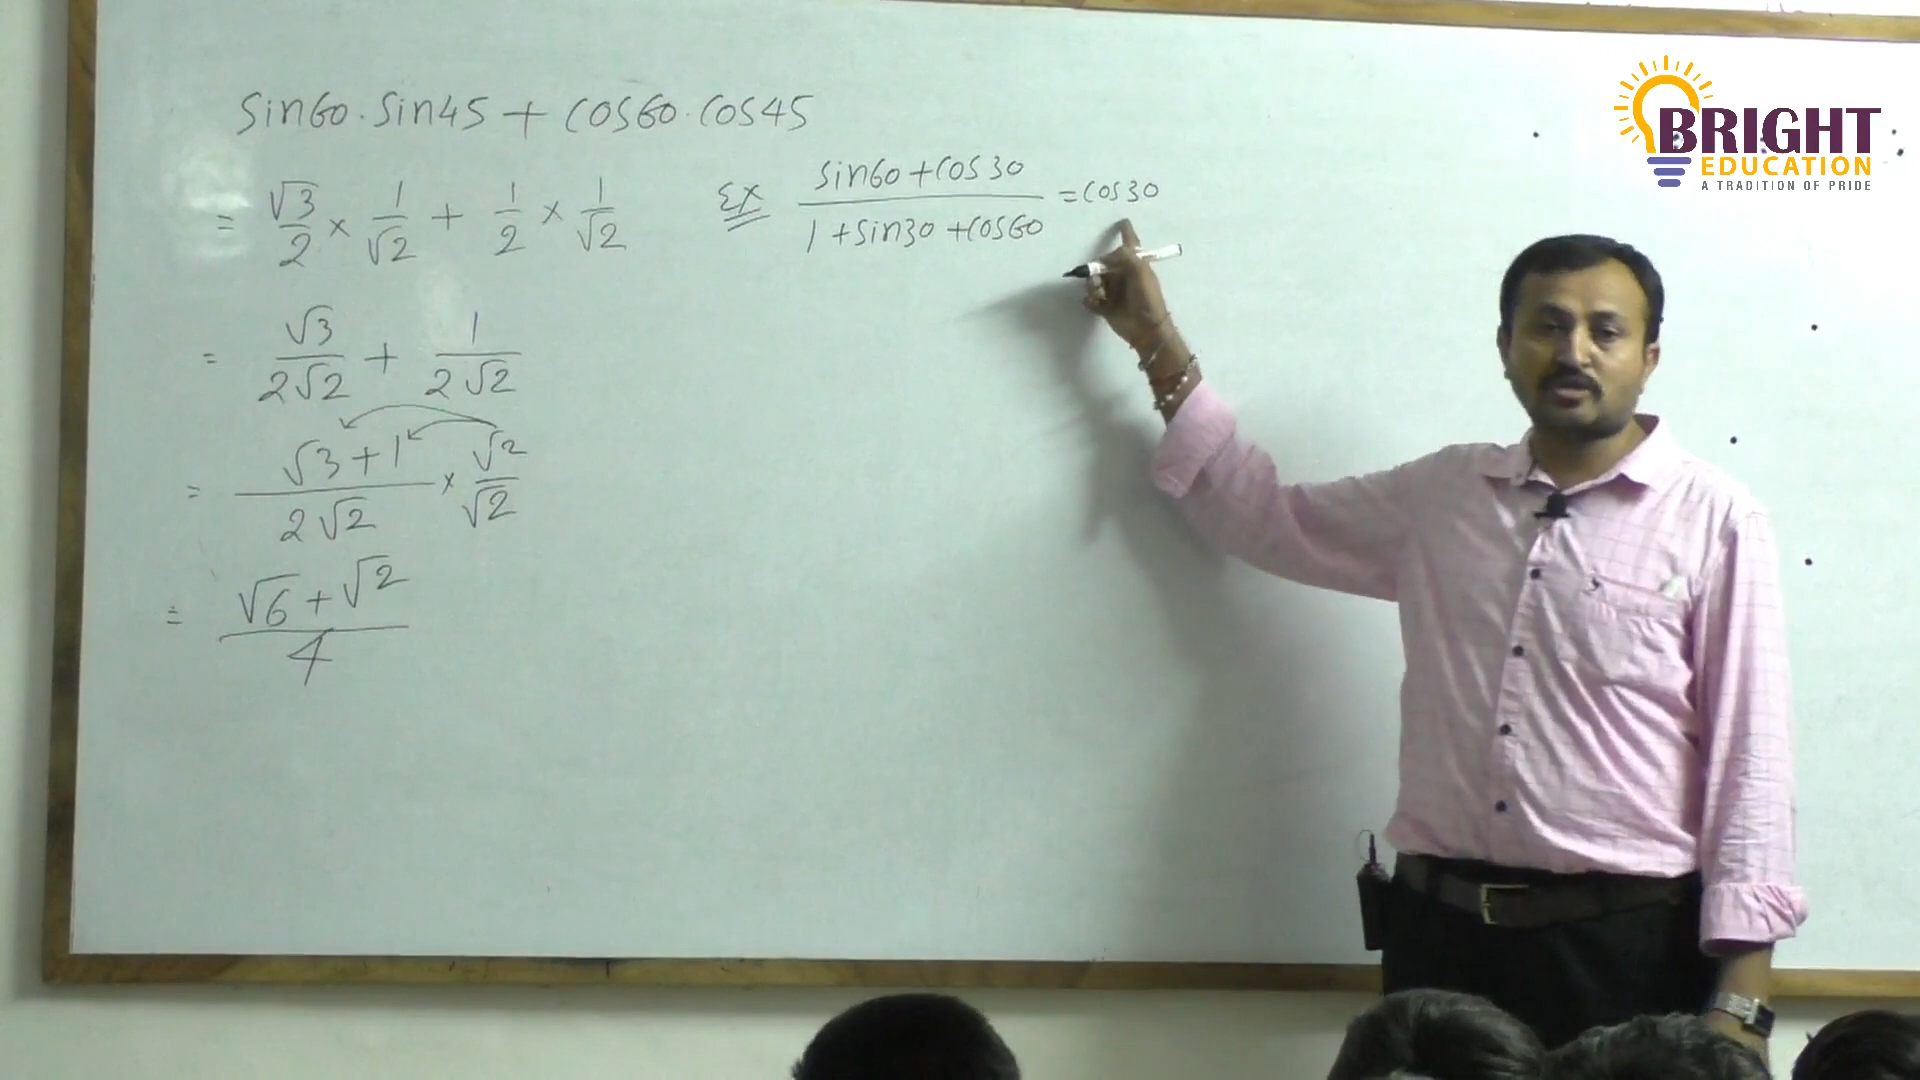 sin60 · sin45 + cos60 · cos45
= √3/2 × 1/√2 + 1/2 × 1/√2
= √3/2√2 + 1/2√2
= √3+1/2√2 × √2/√2
= √6+√2/4
Ex sin60+cos30/1+sin30+cos60 = cos30
BRIGHT
EDUCATION
A TRADITION OF PRIDE